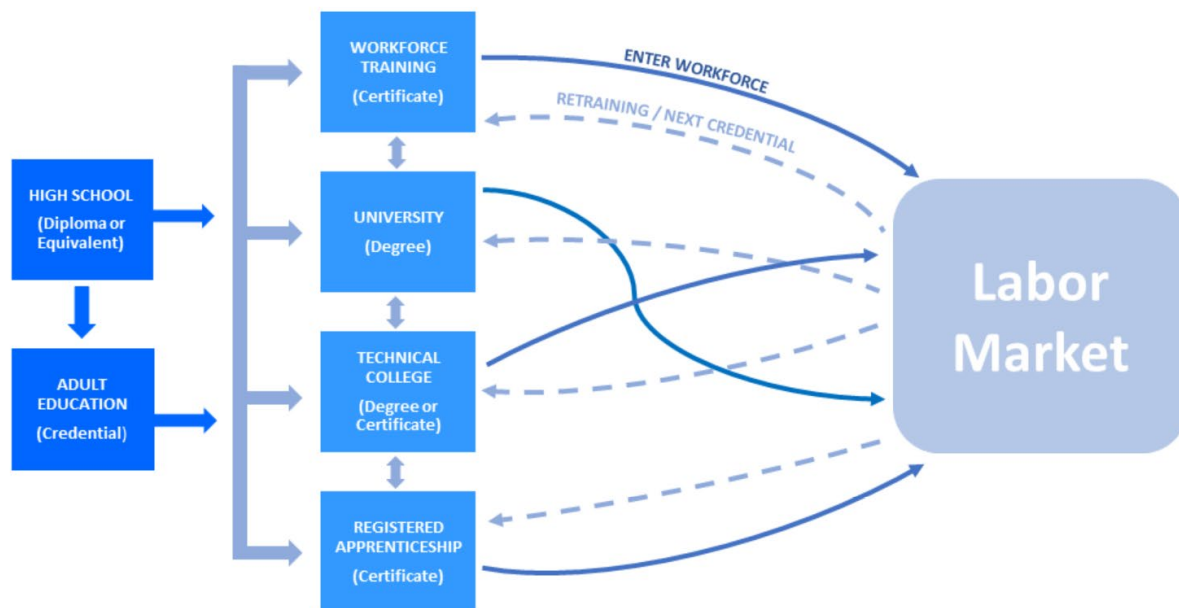 WORKFORCE
TRAINING
(Certificate)
ENTER WORKFORCE
RETRAINING / NEXT CREDENTIAL
HIGH SCHOOL
(Diploma or
Equivalent)
UNIVERSITY
(Degree)
Labor
Market
ADULT
EDUCATION
(Credential)
TECHNICAL
COLLEGE
(Degree or
Certificate)
REGISTERED
APPRENTICESHIP
(Certificate)